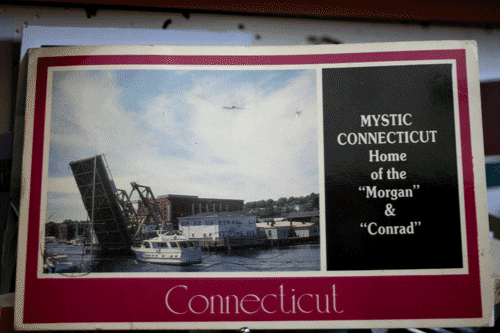 MYSTIC
CONNECTICUT
Home
of the
“Morgan”
&
“Conrad”
Connecticut